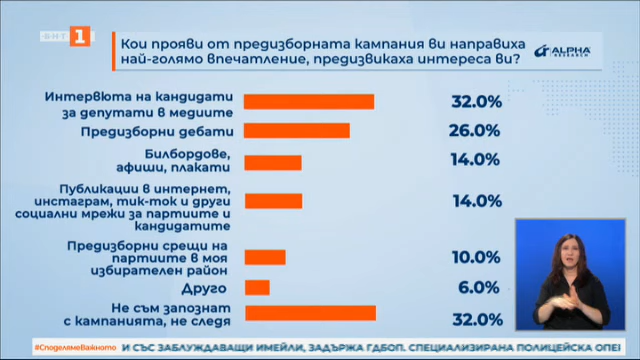 БНТ 1
Кои прояви от предизборната кампания ви направиха
най-голямо впечатление, предизвикаха интереса ви?
ALPHA
RESEARCH
Интервюта на кандидати
за депутати в медиите
32.0%
Предизборни дебати
26.0%
Билбордове,
афиши, плакати
14.0%
Публикации в интернет,
инстаграм, тик-ток и други
социални мрежи за партиите и
кандидатите
14.0%
Предизборни срещи на
партиите в моя
избирателен район
10.0%
Друго
6.0%
Не съм запознат
с кампанията, не следя
32.0%
#СподелямеВажното
И СЪС ЗАБЛУЖДАВАЩИ ИМЕЙЛИ, ЗАДЪРЖА ГДБОП. СПЕЦИАЛИЗИРАНА ПОЛИЦЕЙСКА ОПЕ